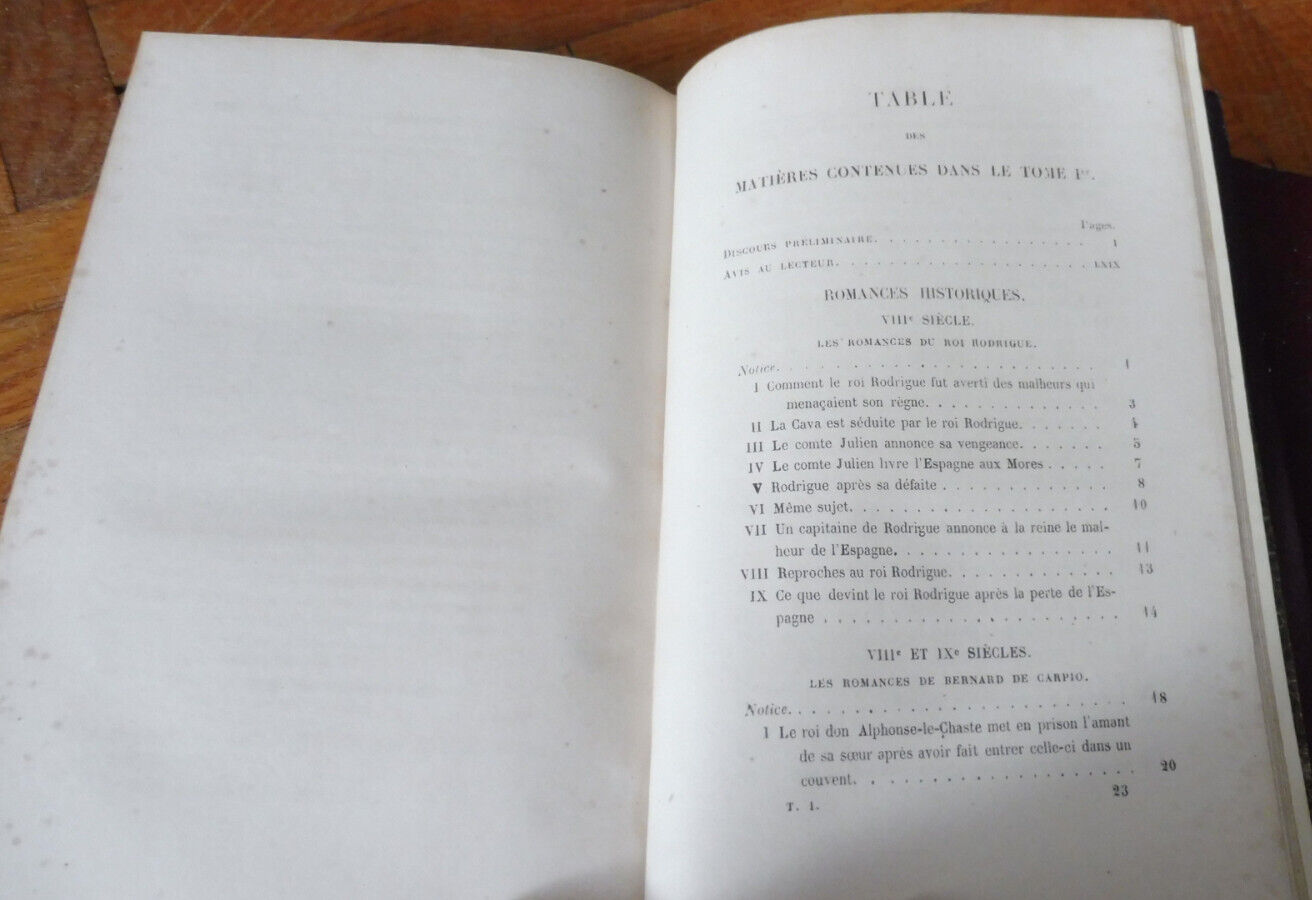 TABLE
DES
MATIÈRES CONTENUES DANS LE TOME Ier.
Pages.
DISCOURS PRÉLIMINAIRE. . . . . . . . . . . . . . . . 1
AVIS AU LECTEUR. . . . . . . . . . . . . . . . . . . LXIX
ROMANCES HISTORIQUES.
VIIIe SIÈCLE.
LES ROMANCES DU ROI RODRIGUE.
Notice. . . . . . . . . . . . . . . . . . . . . . . . 1
I Comment le roi Rodrigue fut averti des malheurs qui
menaçaient son règne. . . . . . . . . . . . . 3
II La Cava est séduite par le roi Rodrigue. . . . . . . 4
III Le comte Julien annonce sa vengeance. . . . . . . 5
IV Le comte Julien livre l'Espagne aux Mores . . . . . 7
V Rodrigue après sa défaite . . . . . . . . . . . . . 8
VI Même sujet. . . . . . . . . . . . . . . . . . . . 10
VII Un capitaine de Rodrigue annonce à la reine le mal-
heur de l'Espagne. . . . . . . . . . . . . . . . 11
VIII Reproches au roi Rodrigue. . . . . . . . . . . . . 13
IX Ce que devint le roi Rodrigue après la perte de l'Es-
pagne . . . . . . . . . . . . . . . . . . . . . . 14
VIIIe ET IXe SIÈCLES.
LES ROMANCES DE BERNARD DE CARPIO.
Notice. . . . . . . . . . . . . . . . . . . . . . . . 18
I Le roi don Alphonse-le-Chaste met en prison l'amant
de sa sœur après avoir fait entrer celle-ci dans un
couvent. . . . . . . . . . . . . . . . . . . . . 20
T. I. 23